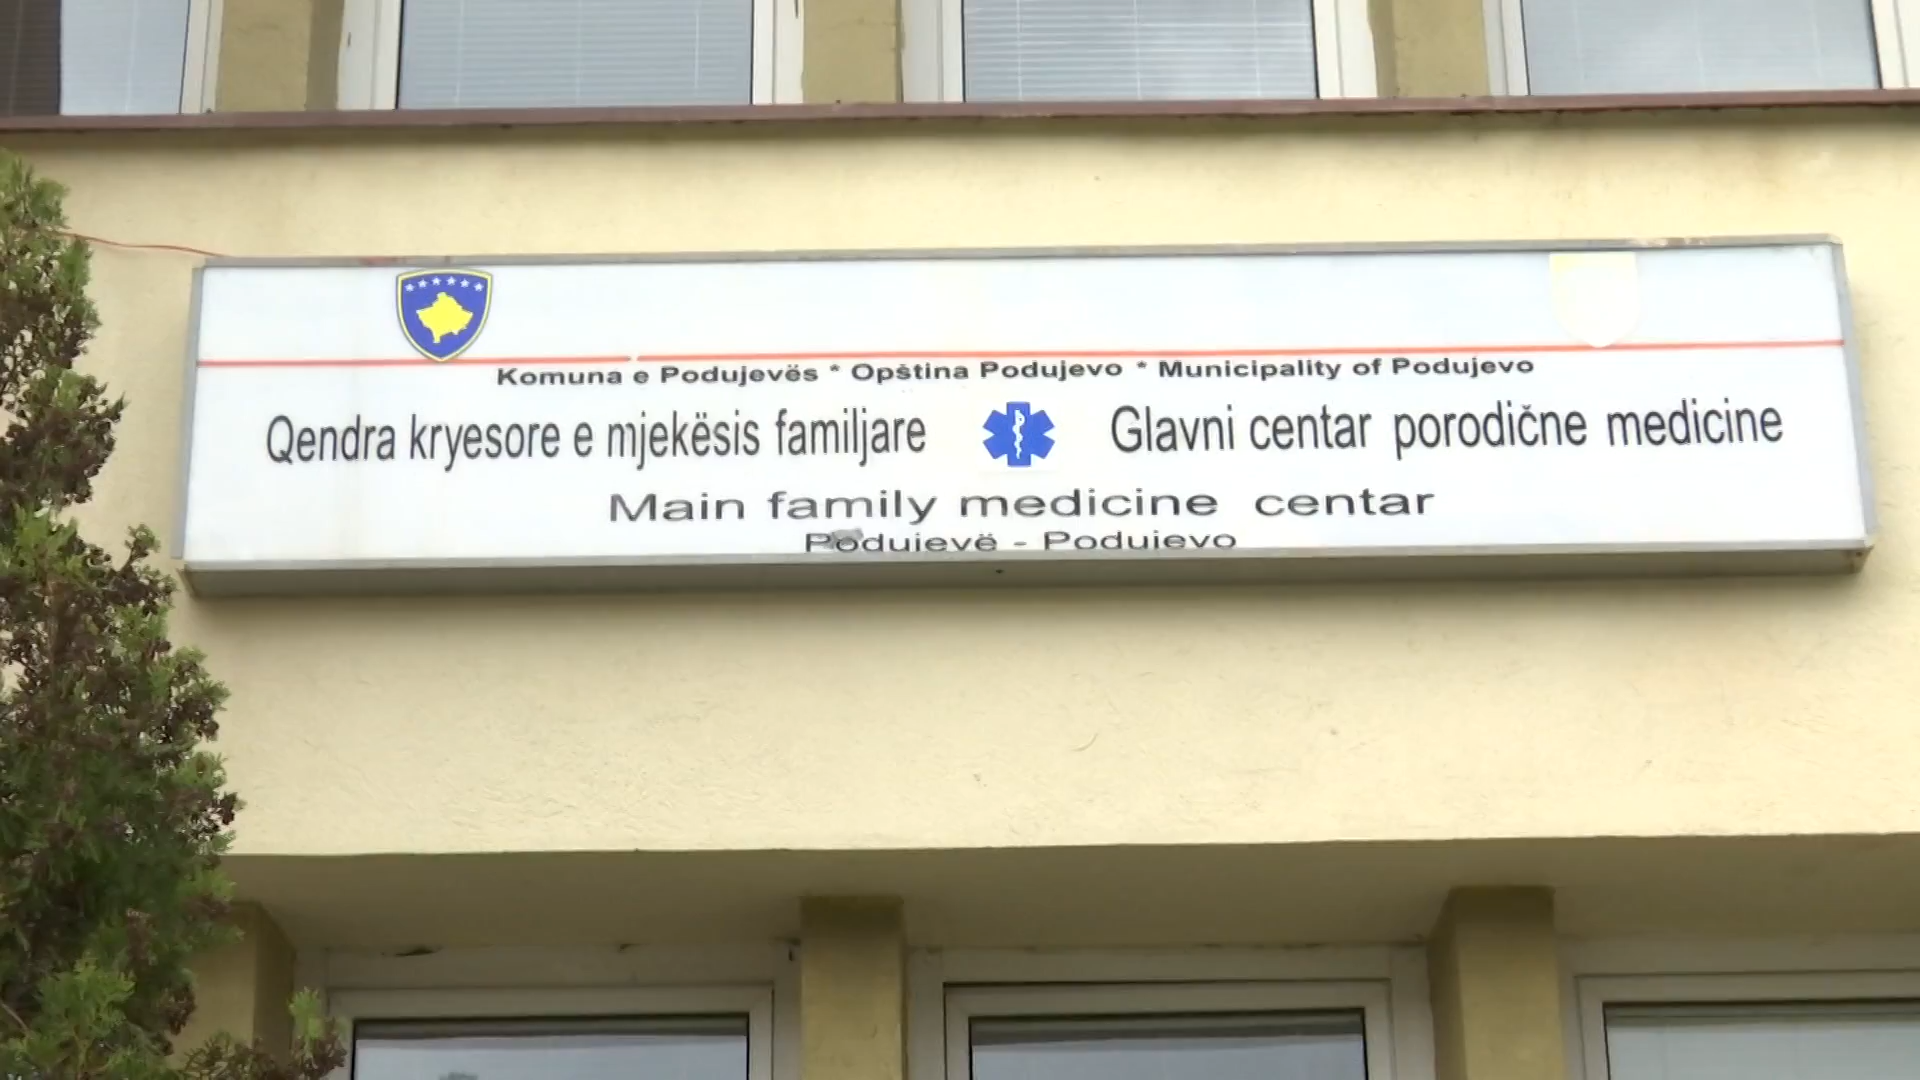 Komuna e Podujevës * Opština Podujevo * Municipality of Podujevo
Qendra kryesore e mjekësis familjare Glavni centar porodične medicine
Main family medicine centar
Podujevë - Podujevo